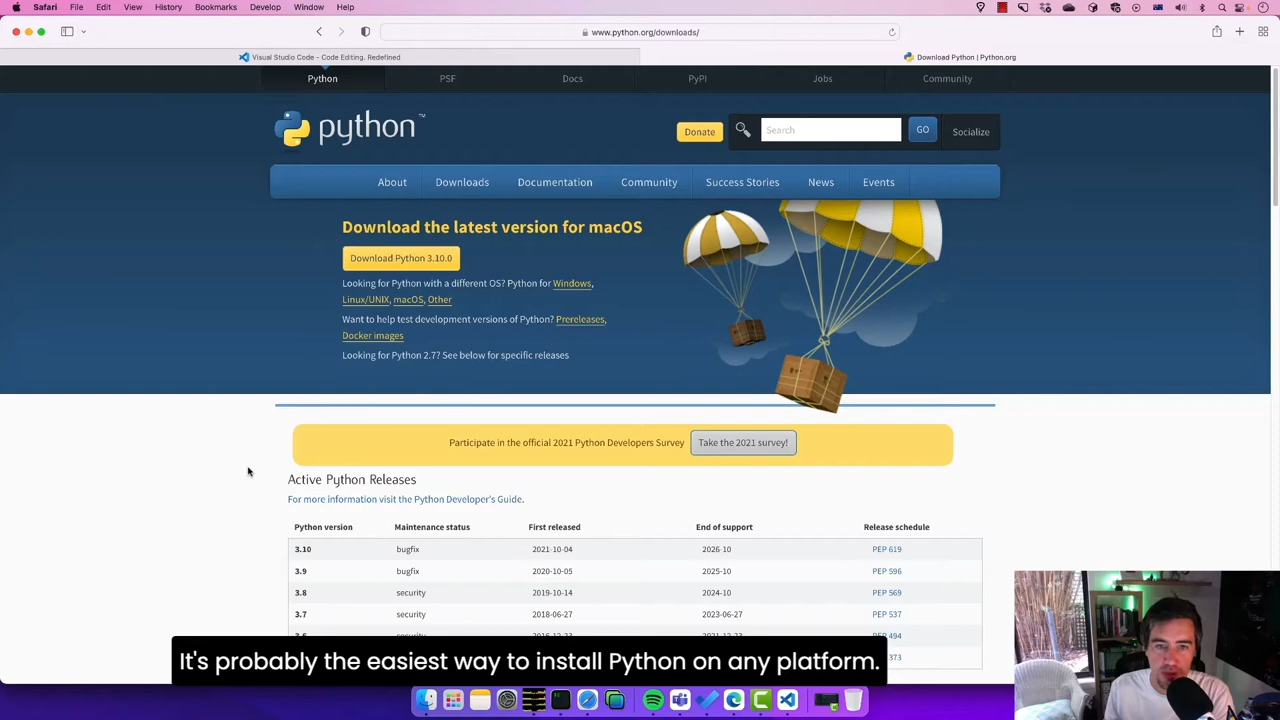 Safari File Edit View History Bookmarks Develop Window Help
www.python.org/downloads/
Visual Studio Code - Code Editing. Redefined
Download Python | Python.org
Python PSF Docs PyPI Jobs Community
python™
Donate Search GO Socialize
About Downloads Documentation Community Success Stories News Events
Download the latest version for macOS
Download Python 3.10.0
Looking for Python with a different OS? Python for Windows,
Linux/UNIX, macOS, Other
Want to help test development versions of Python? Prereleases,
Docker images
Looking for Python 2.7? See below for specific releases
Participate in the official 2021 Python Developers Survey Take the 2021 survey!
Active Python Releases
For more information visit the Python Developer's Guide.
Python version Maintenance status First released End of support Release schedule
3.10 bugfix 2021-10-04 2026-10 PEP 619
3.9 bugfix 2020-10-05 2025-10 PEP 596
3.8 security 2019-10-14 2024-10 PEP 569
3.7 security 2018-06-27 2023-06-27 PEP 537
494
373
It's probably the easiest way to install Python on any platform.